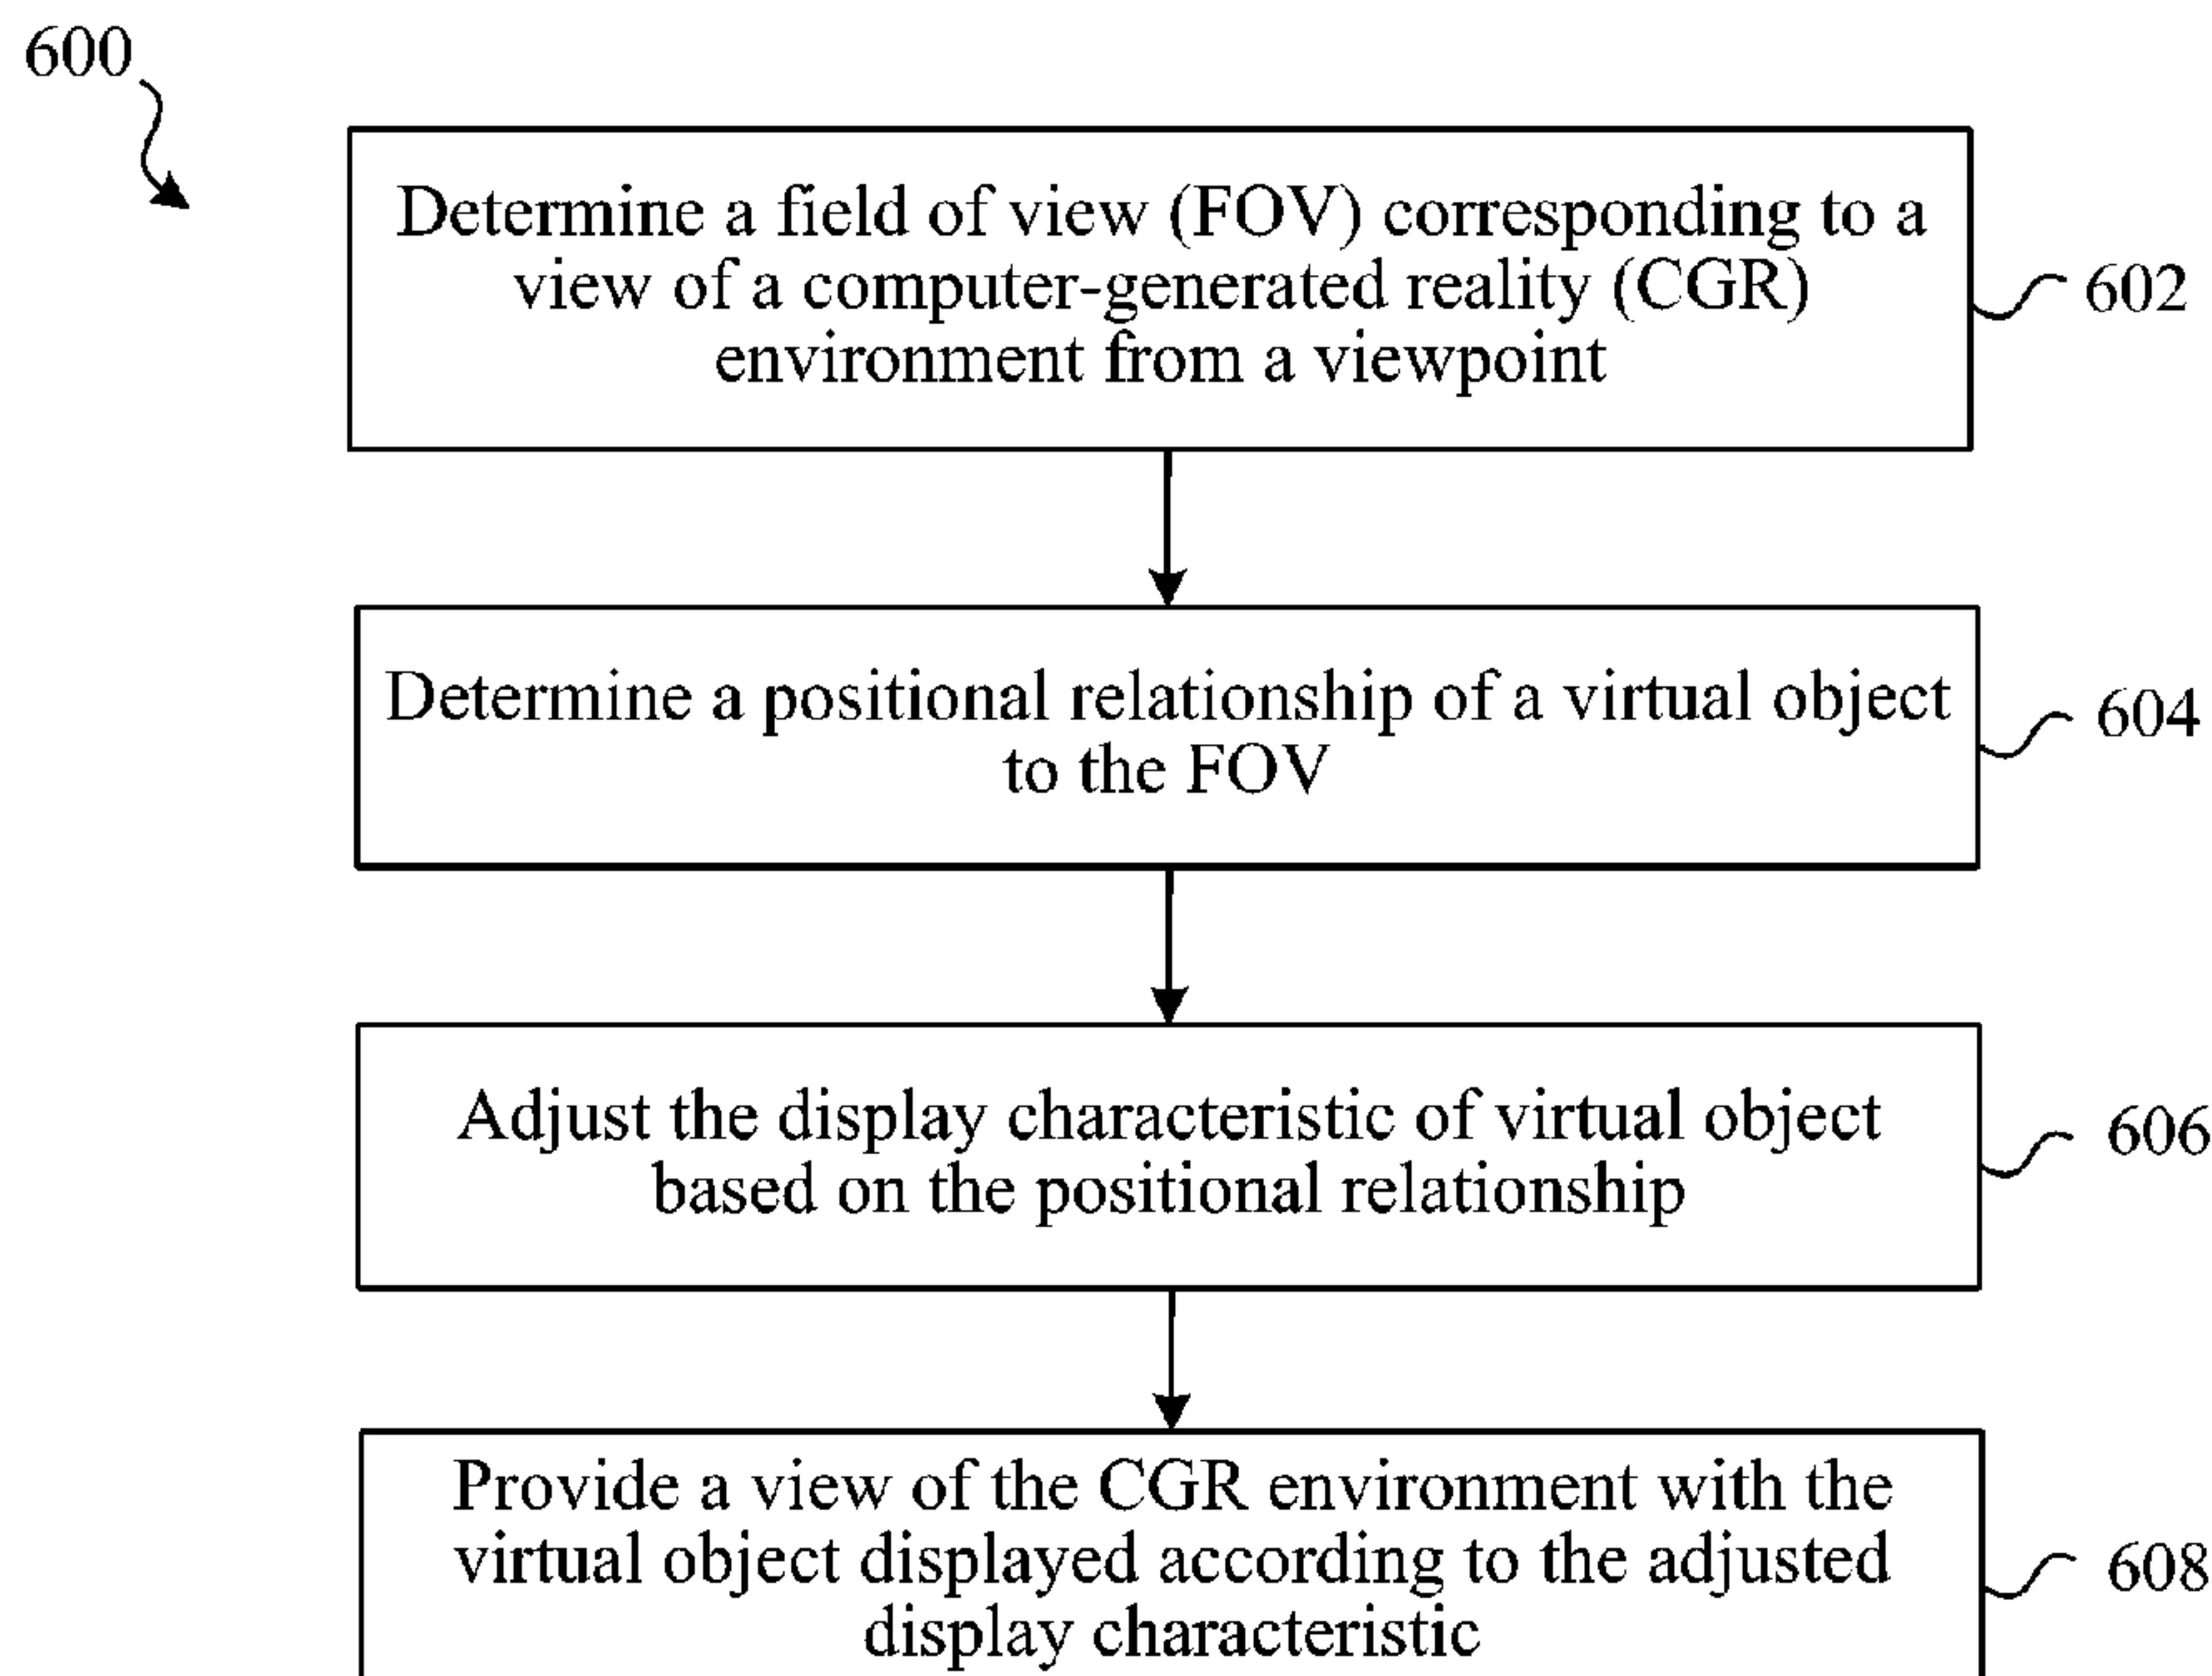 600
Determine a field of view (FOV) corresponding to a
view of a computer-generated reality (CGR)
environment from a viewpoint
602
Determine a positional relationship of a virtual object
to the FOV
604
Adjust the display characteristic of virtual object
based on the positional relationship
606
Provide a view of the CGR environment with the
virtual object displayed according to the adjusted
display characteristic
608